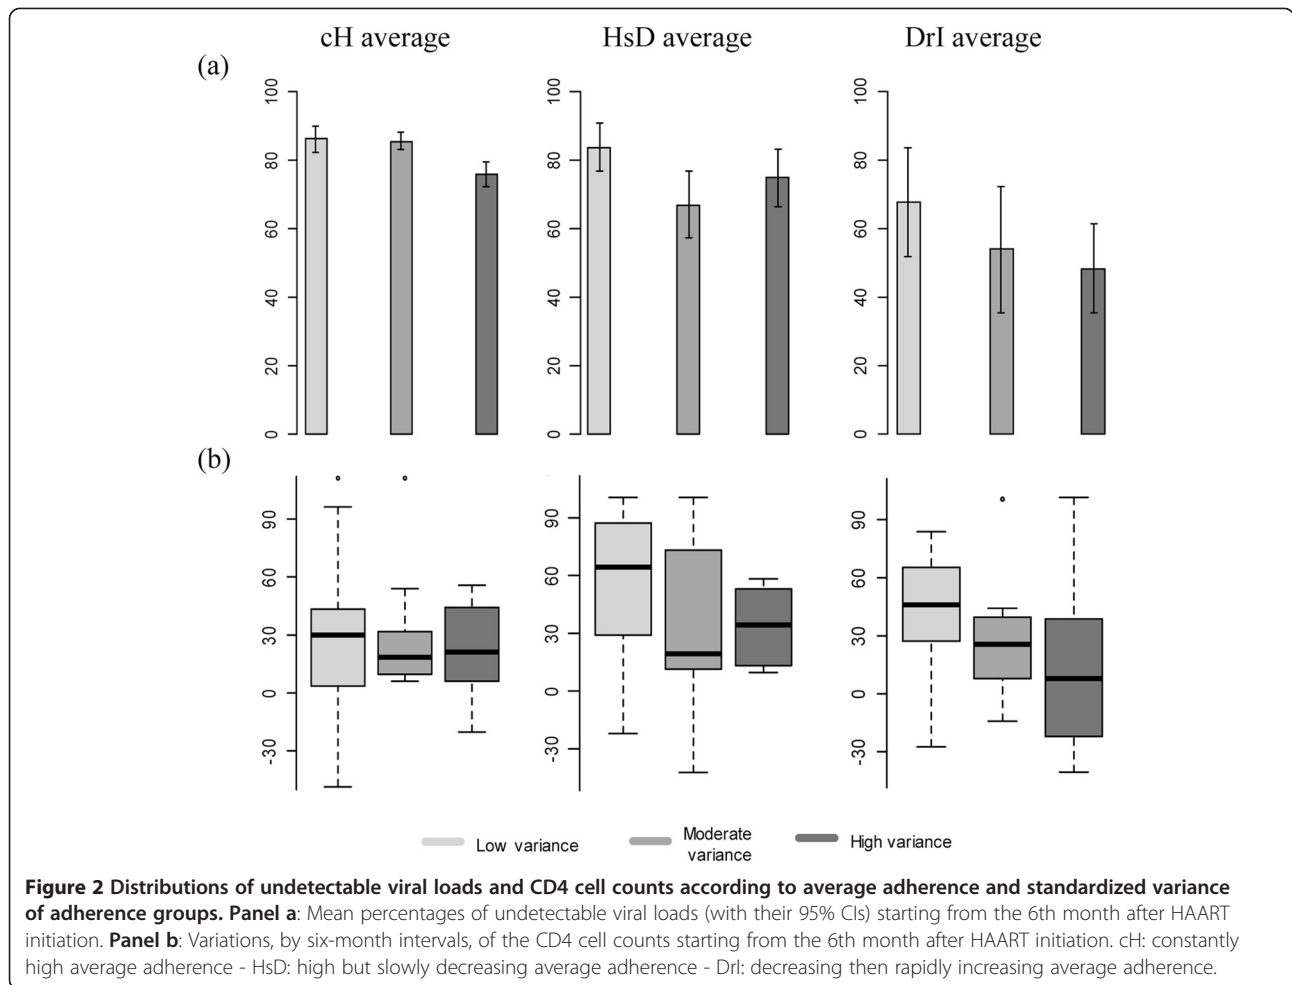 cH average HsD average DrI average
(a)
100 100 100
80 80 80
60 60 60
40 40 40
20 20 20
0 0 0
(b)
90 90 90
60 60 60
30 30 30
0 0 0
-30 -30 -30
Low variance Moderate variance High variance
Figure 2 Distributions of undetectable viral loads and CD4 cell counts according to average adherence and standardized variance
of adherence groups. Panel a: Mean percentages of undetectable viral loads (with their 95% CIs) starting from the 6th month after HAART
initiation. Panel b: Variations, by six-month intervals, of the CD4 cell counts starting from the 6th month after HAART initiation. cH: constantly
high average adherence - HsD: high but slowly decreasing average adherence - DrI: decreasing then rapidly increasing average adherence.